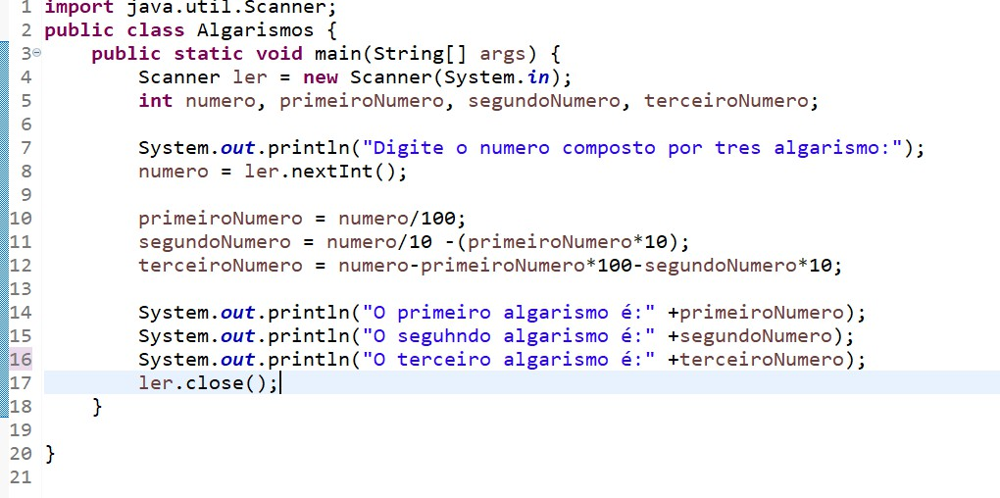 1 import java.util.Scanner;
2 public class Algarismos {
3 public static void main(String[] args) {
4 Scanner ler = new Scanner(System.in);
5 int numero, primeiroNumero, segundoNumero, terceiroNumero;
6
7 System.out.println("Digite o numero composto por tres algarismo:");
8 numero = ler.nextInt();
9
10 primeiroNumero = numero/100;
11 segundoNumero = numero/10 -(primeiroNumero*10);
12 terceiroNumero = numero-primeiroNumero*100-segundoNumero*10;
13
14 System.out.println("O primeiro algarismo é:" +primeiroNumero);
15 System.out.println("O seguhndo algarismo é:" +segundoNumero);
16 System.out.println("O terceiro algarismo é:" +terceiroNumero);
17 ler.close();
18 }
19
20 }
21